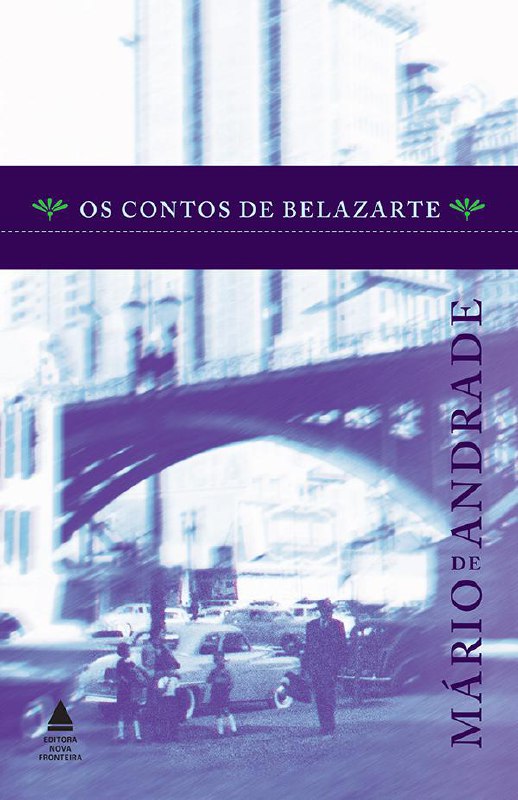 OS CONTOS DE BELAZARTE
MÁRIO DE ANDRADE
EDITORA
NOVA
FRONTEIRA